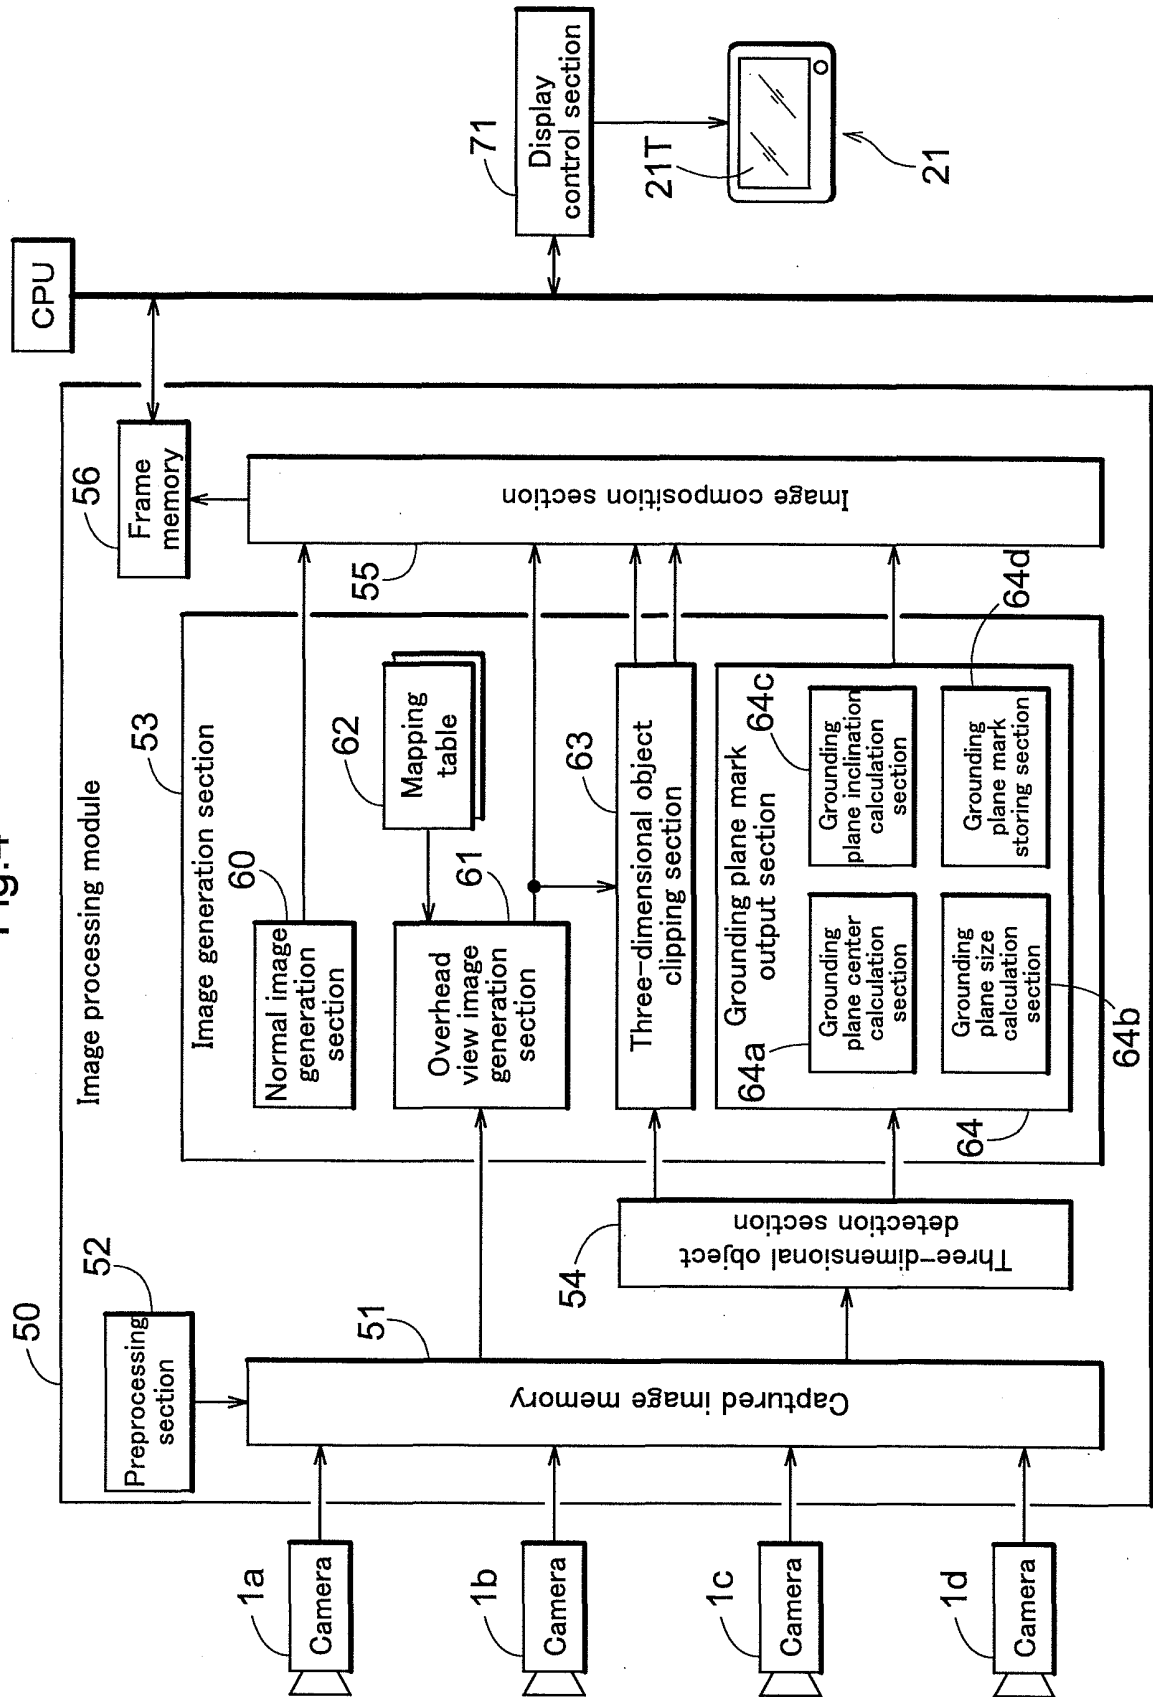 Fig.4
50
Image processing module
52
Preprocessing
section
53
Image generation section
56
Frame
memory
CPU
71
Display
control section
21T
21
1a
Camera
1b
Camera
1c
Camera
1d
Camera
51
Captured image memory
54
Three-dimensional object
detection section
60
Normal image
generation
section
62
Mapping
table
61
Overhead
view image
generation
section
63
Three-dimensional object
clipping section
55
Image composition section
64
Grounding plane mark
output section
64a
Grounding
plane center
calculation
section
64c
Grounding
plane inclination
calculation
section
64b
Grounding
plane size
calculation
section
64d
Grounding
plane mark
storing section